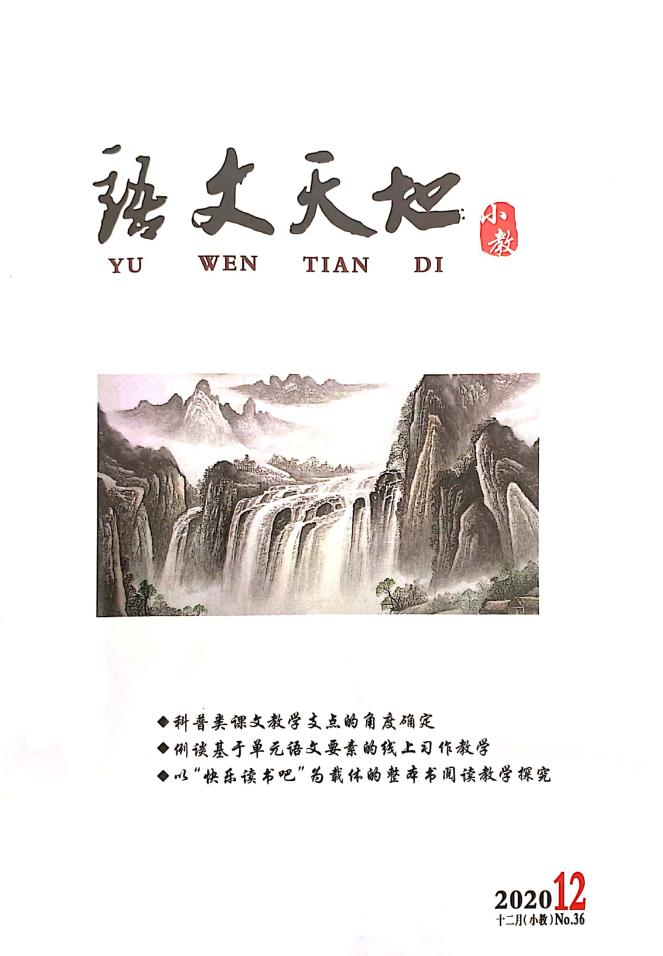 语文天地
小教
YU WEN TIAN DI
◆科普类课文教学支点的角度确定
◆例谈基于单元语文要素的线上习作教学
◆以“快乐读书吧”为载体的整本书阅读教学探究
2020 12
十二月(小教)No.36